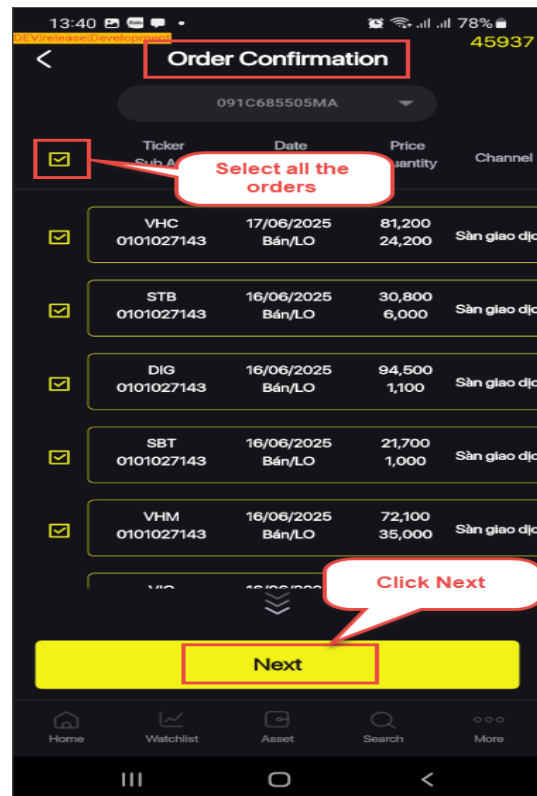 13:40
78%
DEV|release|Development
45937
Order Confirmation
091C685505MA
Ticker
Date
Price
Channel
Select all the
orders
VHC
17/06/2025
81,200
0101027143
Bán/LO
24,200
Sàn giao dịc
STB
16/06/2025
30,800
0101027143
Bán/LO
6,000
Sàn giao dịc
DIG
16/06/2025
94,500
0101027143
Bán/LO
1,100
Sàn giao dịc
SBT
16/06/2025
21,700
0101027143
Bán/LO
1,000
Sàn giao dịc
VHM
16/06/2025
72,100
0101027143
Bán/LO
35,000
Sàn giao dịc
Click Next
Next
Home
Watchlist
Asset
Search
More